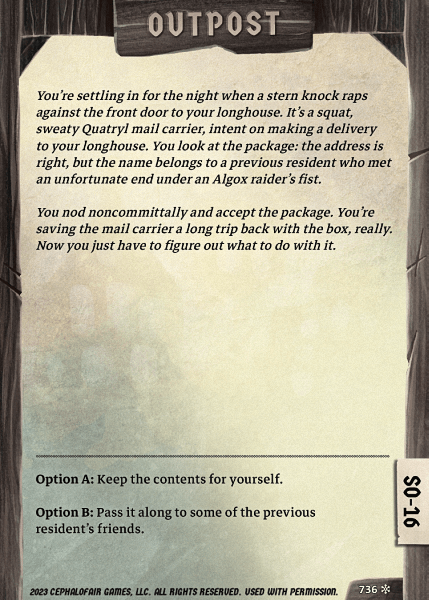 OUTPOST
You're settling in for the night when a stern knock raps
against the front door to your longhouse. It's a squat,
sweaty Quatryl mail carrier, intent on making a delivery
to your longhouse. You look at the package: the address is
right, but the name belongs to a previous resident who met
an unfortunate end under an Algox raider's fist.
You nod noncommittally and accept the package. You're
saving the mail carrier a long trip back with the box, really.
Now you just have to figure out what to do with it.
Option A: Keep the contents for yourself.
Option B: Pass it along to some of the previous
resident's friends.
SO-16
2023 CEPHALOFAIR GAMES, LLC. ALL RIGHTS RESERVED. USED WITH PERMISSION.
736